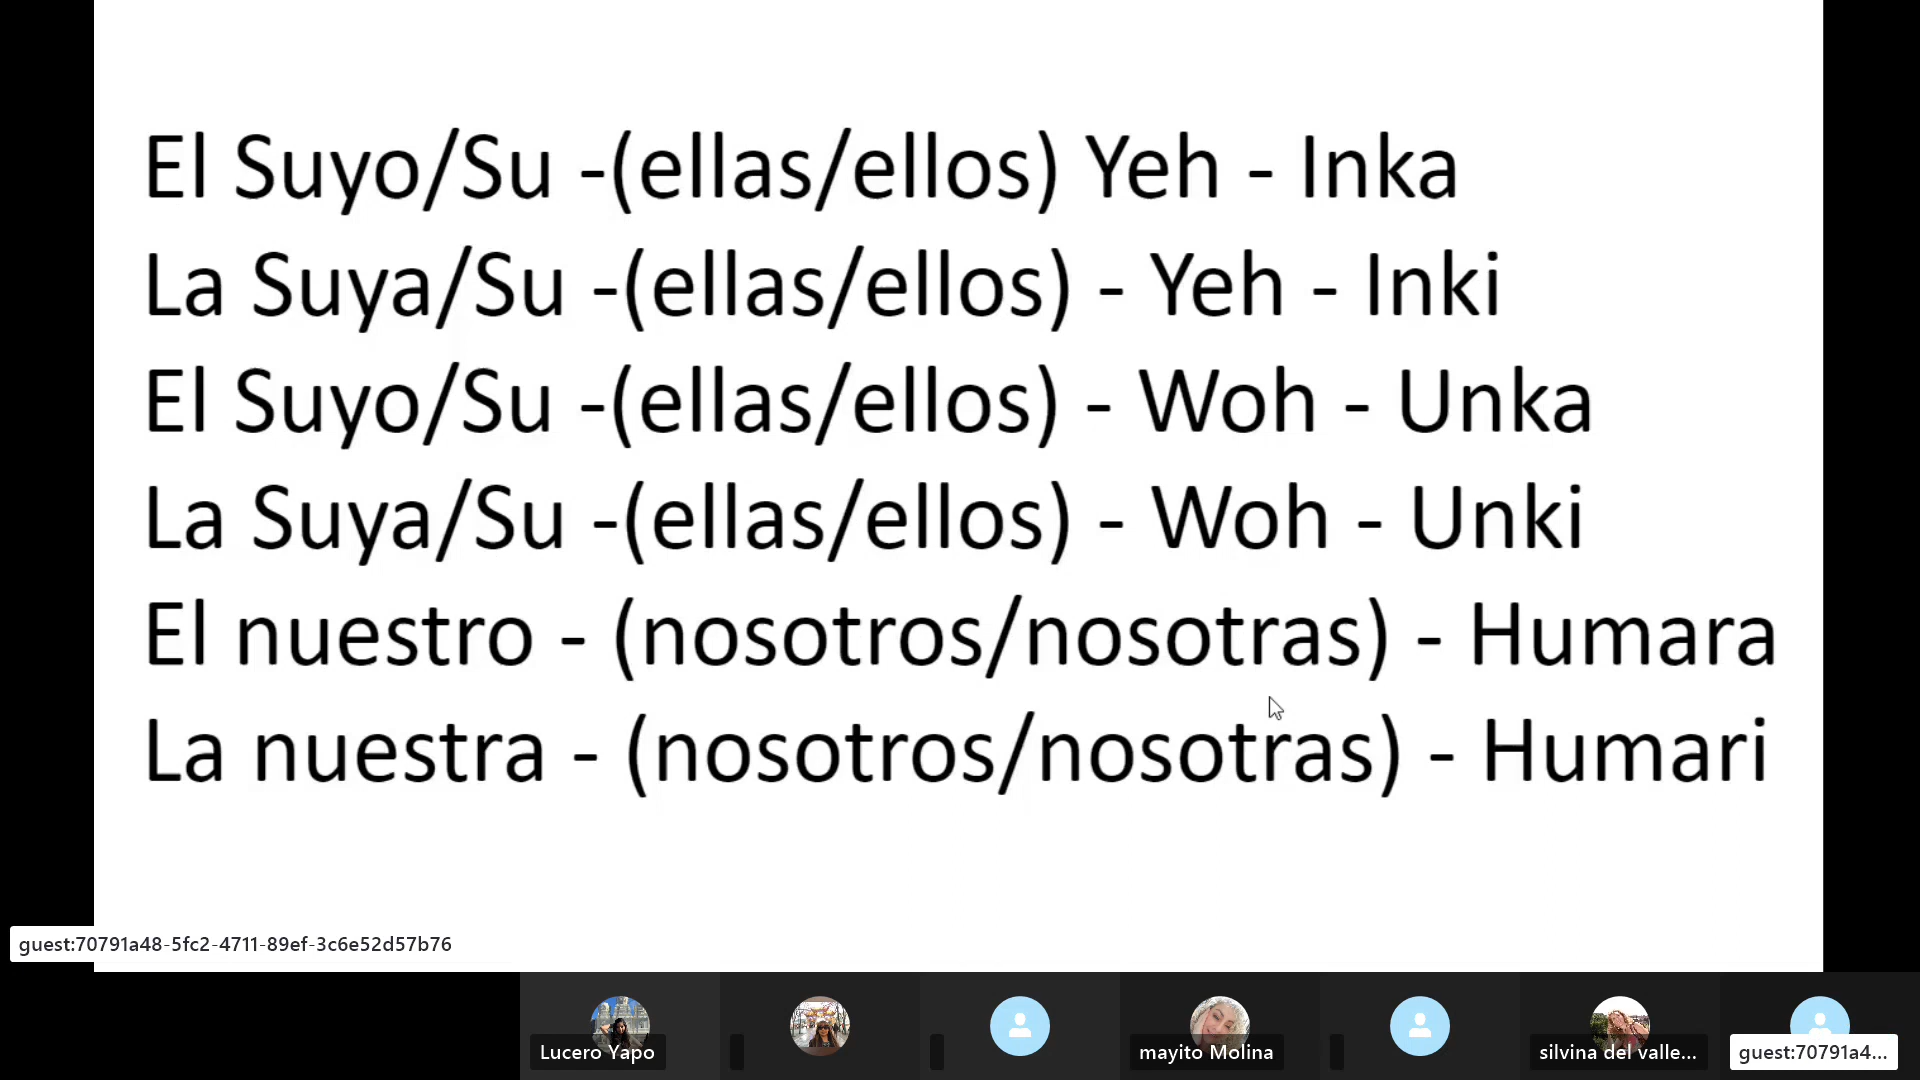 El Suyo/Su -(ellas/ellos) Yeh - Inka
La Suya/Su -(ellas/ellos) - Yeh - Inki
El Suyo/Su -(ellas/ellos) - Woh - Unka
La Suya/Su -(ellas/ellos) - Woh - Unki
El nuestro - (nosotros/nosotras) - Humara
La nuestra - (nosotros/nosotras) - Humari
guest:70791a48-5fc2-4711-89ef-3c6e52d57b76
Lucero Yapo
mayito Molina
silvina del valle...
guest:70791a4...